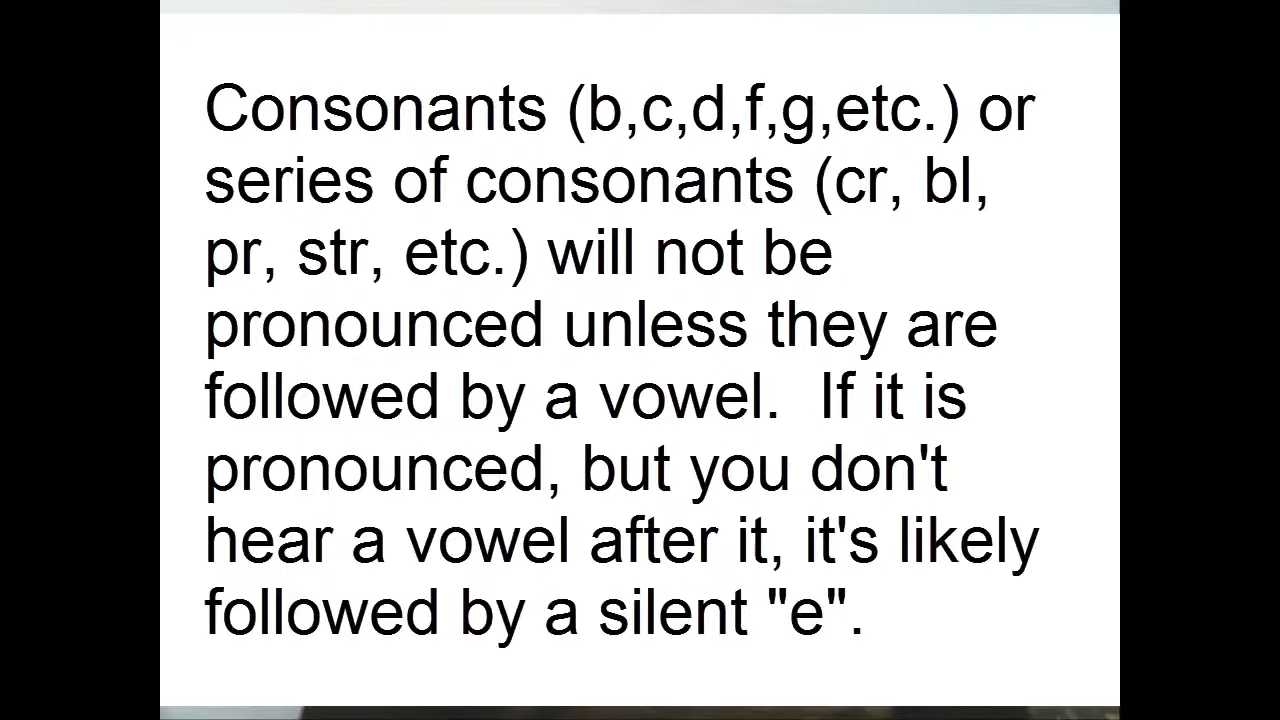 Consonants (b,c,d,f,g,etc.) or
series of consonants (cr, bl,
pr, str, etc.) will not be
pronounced unless they are
followed by a vowel.  If it is
pronounced, but you don't
hear a vowel after it, it's likely
followed by a silent "e".